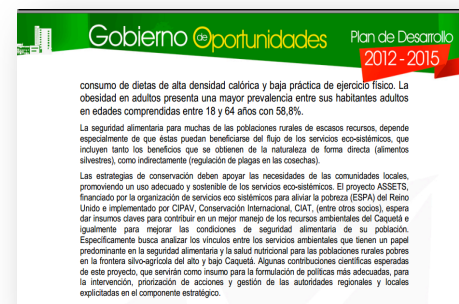 Gobierno de Oportunidades
Plan de Desarrollo
2012 - 2015
consumo de dietas de alta densidad calórica y baja práctica de ejercicio físico. La
obesidad en adultos presenta una mayor prevalencia entre sus habitantes adultos
en edades comprendidas entre 18 y 64 años con 58,8%.
La seguridad alimentaria para muchas de las poblaciones rurales de escasos recursos, depende
especialmente de que éstas puedan beneficiarse del flujo de los servicios eco-sistémicos, que
incluyen tanto los beneficios que se obtienen de la naturaleza de forma directa (alimentos
silvestres), como indirectamente (regulación de plagas en las cosechas).
Las estrategias de conservación deben apoyar las necesidades de las comunidades locales,
promoviendo un uso adecuado y sostenible de los servicios eco-sistémicos. El proyecto ASSETS,
financiado por la organización de servicios eco sistémicos para aliviar la pobreza (ESPA) del Reino
Unido e implementado por CIPAV, Conservación Internacional, CIAT, (entre otros socios), espera
dar insumos claves para contribuir en un mejor manejo de los recursos ambientales del Caquetá e
igualmente para mejorar las condiciones de seguridad alimentaria de su población.
Específicamente busca analizar los vínculos entre los servicios ambientales que tienen un papel
predominante en la seguridad alimentaria y la salud nutricional para las poblaciones rurales pobres
en la frontera silvo-agrícola del alto y bajo Caquetá. Algunas contribuciones científicas esperadas
de este proyecto, que servirán como insumo para la formulación de políticas más adecuadas, para
la intervención, priorización de acciones y gestión de las autoridades regionales y locales
explicitadas en el componente estratégico.